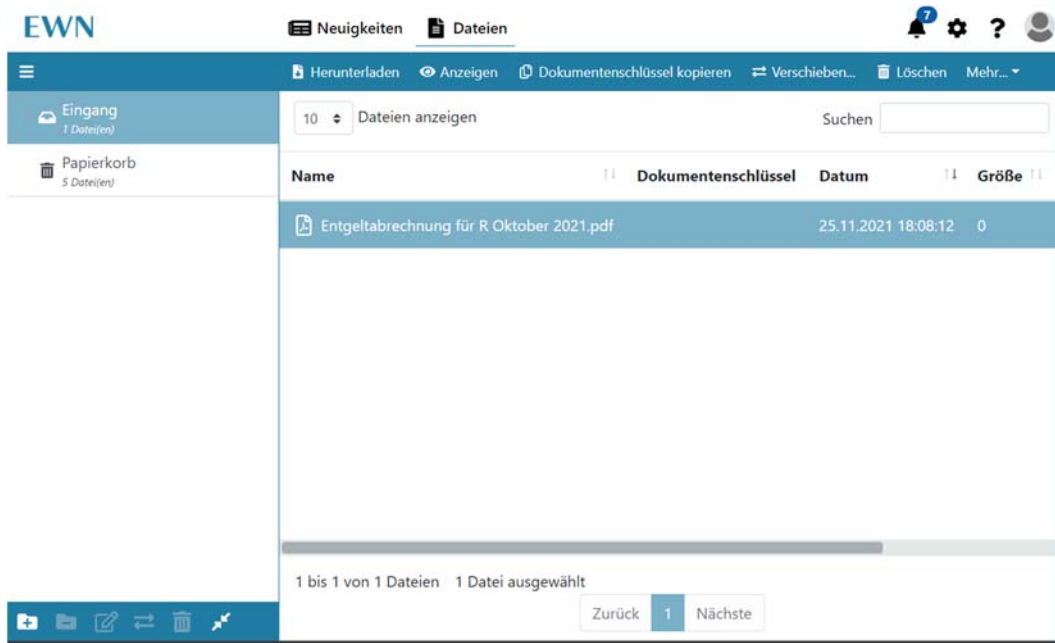 EWN
Neuigkeiten Dateien 7 ?
Herunterladen Anzeigen Dokumentenschlüssel kopieren Verschieben... Löschen Mehr...
Eingang
1 Datei(en)
Papierkorb
5 Datei(en)
10 Dateien anzeigen Suchen
Name Dokumentenschlüssel Datum Größe
Entgeltabrechnung für R Oktober 2021.pdf 25.11.2021 18:08:12 0
1 bis 1 von 1 Dateien 1 Datei ausgewählt
Zurück 1 Nächste